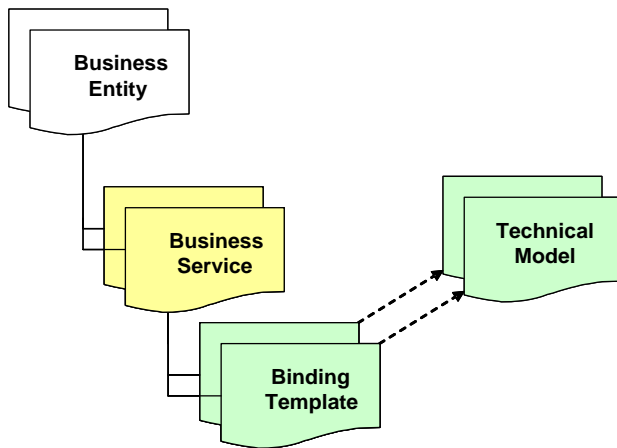 Business
Entity
Business
Service
Technical
Model
Binding
Template